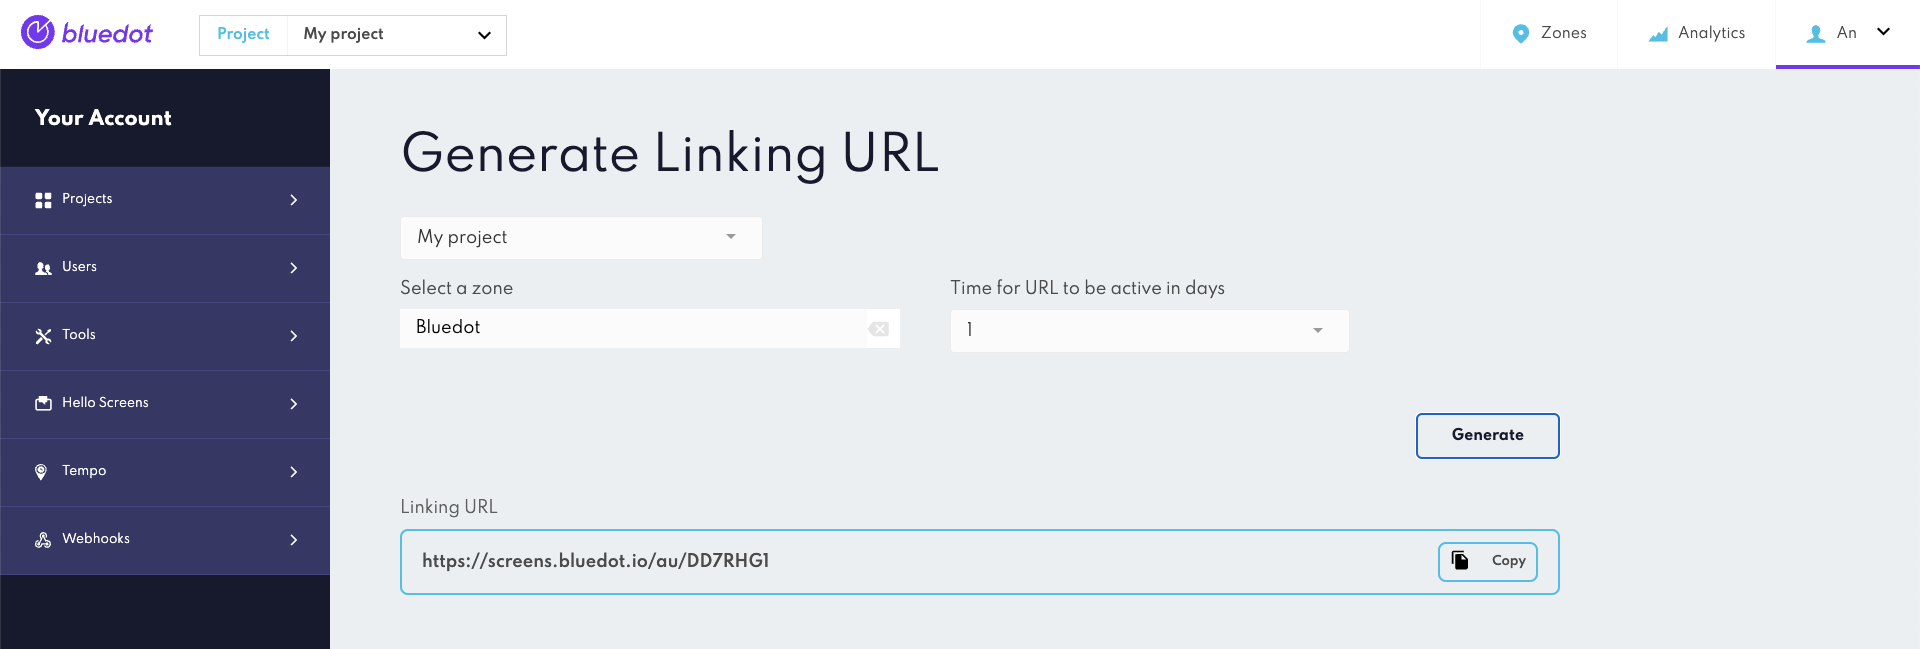 bluedot
Project
My project
Zones
Analytics
An
Your Account
Projects
Users
Tools
Hello Screens
Tempo
Webhooks
Generate Linking URL
My project
Select a zone
Time for URL to be active in days
Bluedot
1
Generate
Linking URL
https://screens.bluedot.io/au/DD7RHG1
Copy